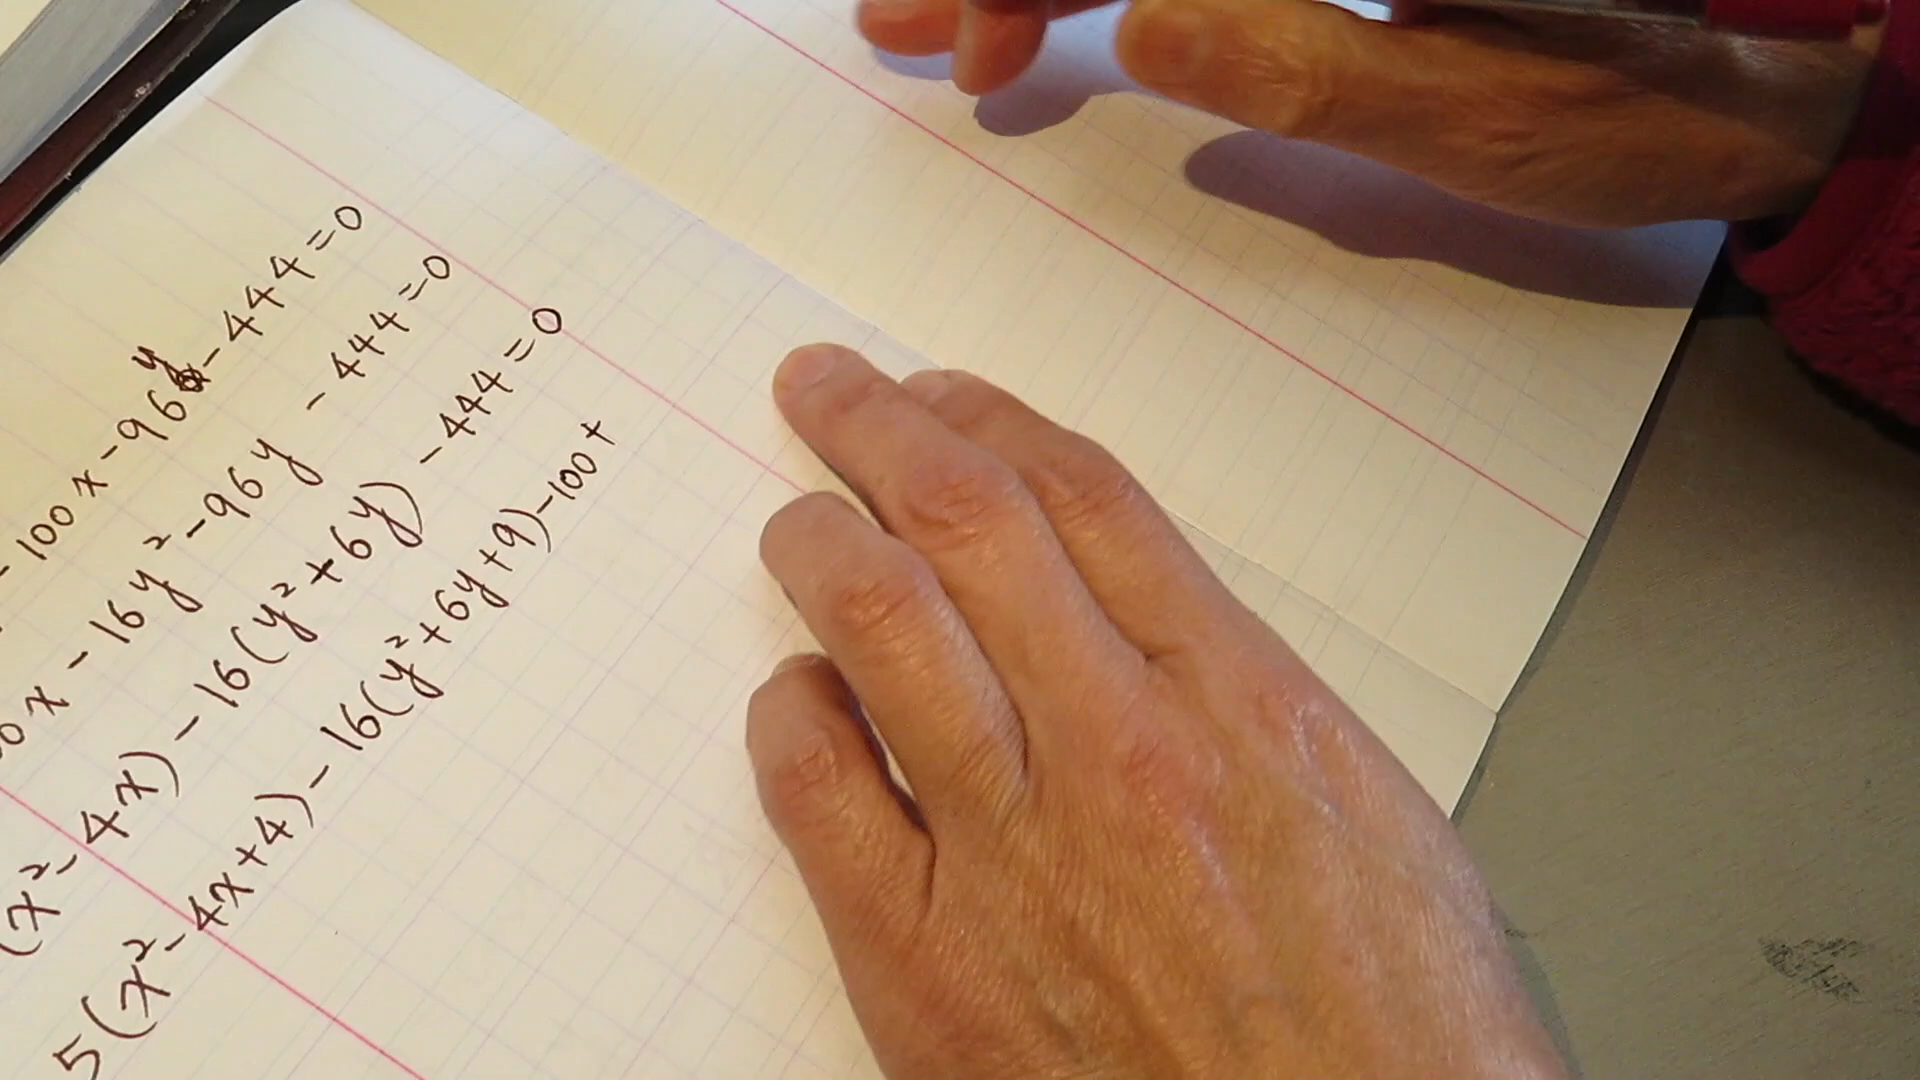 - 100x - 96y - 444 = 0
0x - 16y² - 96y - 444 = 0
(x² - 4x) - 16(y² + 6y) - 444 = 0
5(x² - 4x + 4) - 16(y² + 6y + 9) - 100 +